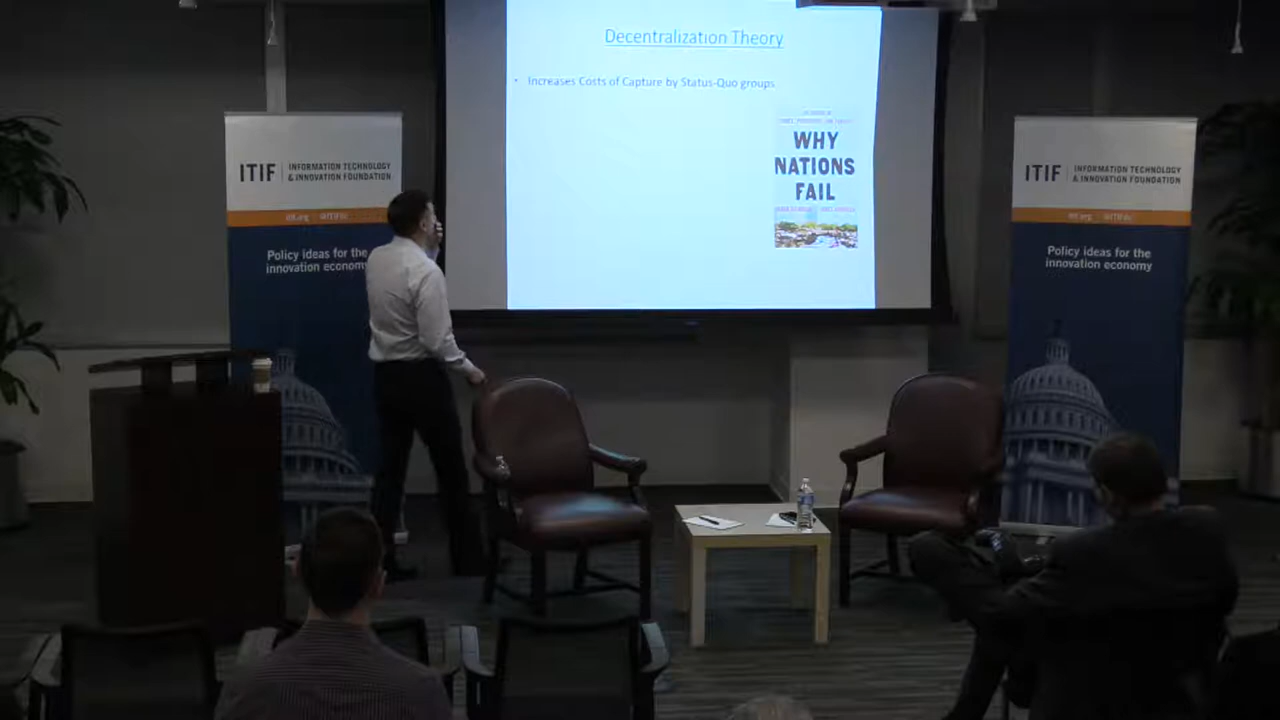 Decentralization Theory
• Increases Costs of Capture by Status-Quo groups
WHY
NATIONS
FAIL
ITIF | INFORMATION TECHNOLOGY
& INNOVATION FOUNDATION
Policy ideas for the
innovation economy
ITIF | INFORMATION TECHNOLOGY
& INNOVATION FOUNDATION
Policy ideas for the
innovation economy